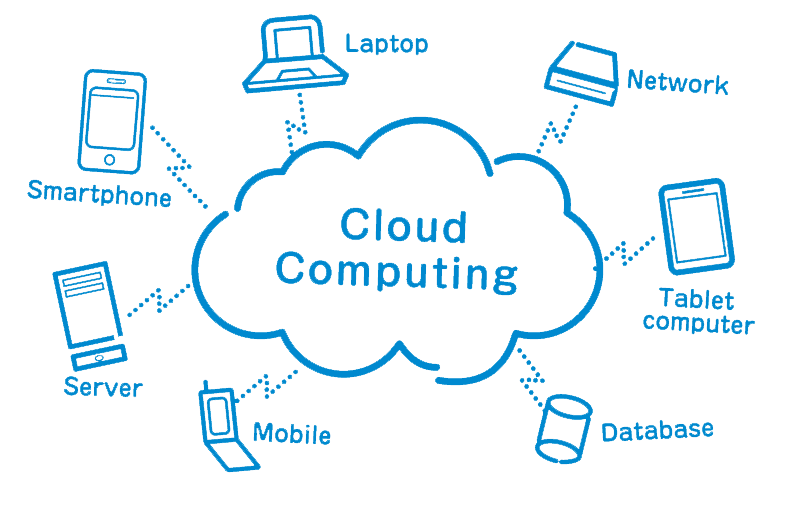 Laptop
Network
Smartphone
Cloud
Computing
Tablet
computer
Server
Mobile
Database